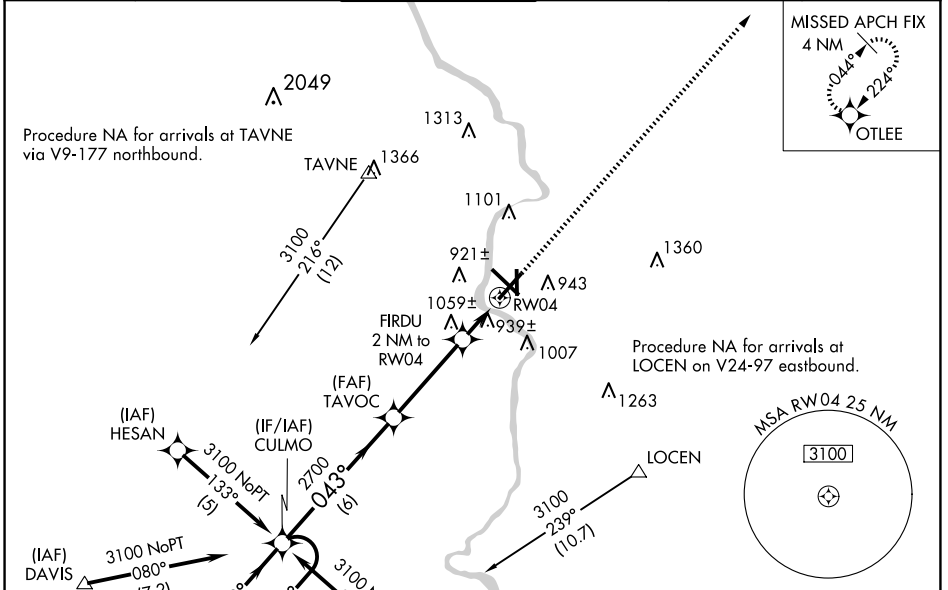 MISSED APCH FIX
4 NM
044°
224°
OTLEE
2049
Procedure NA for arrivals at TAVNE
via V9-177 northbound.
1313
TAVNE
1366
1101
3100
216°
(12)
921±
1360
943
RW04
1059±
939±
FIRDU
2 NM to
RW04
1007
Procedure NA for arrivals at
LOCEN on V24-97 eastbound.
(FAF)
TAVOC
1263
MSA RW04 25 NM
3100
(IAF)
HESAN
(IF/IAF)
CULMO
3100 NoPT
133°
(5)
2700
043°
(6)
LOCEN
3100
239°
(10.7)
(IAF)
DAVIS
3100 NoPT
080°
(7.2)
3100